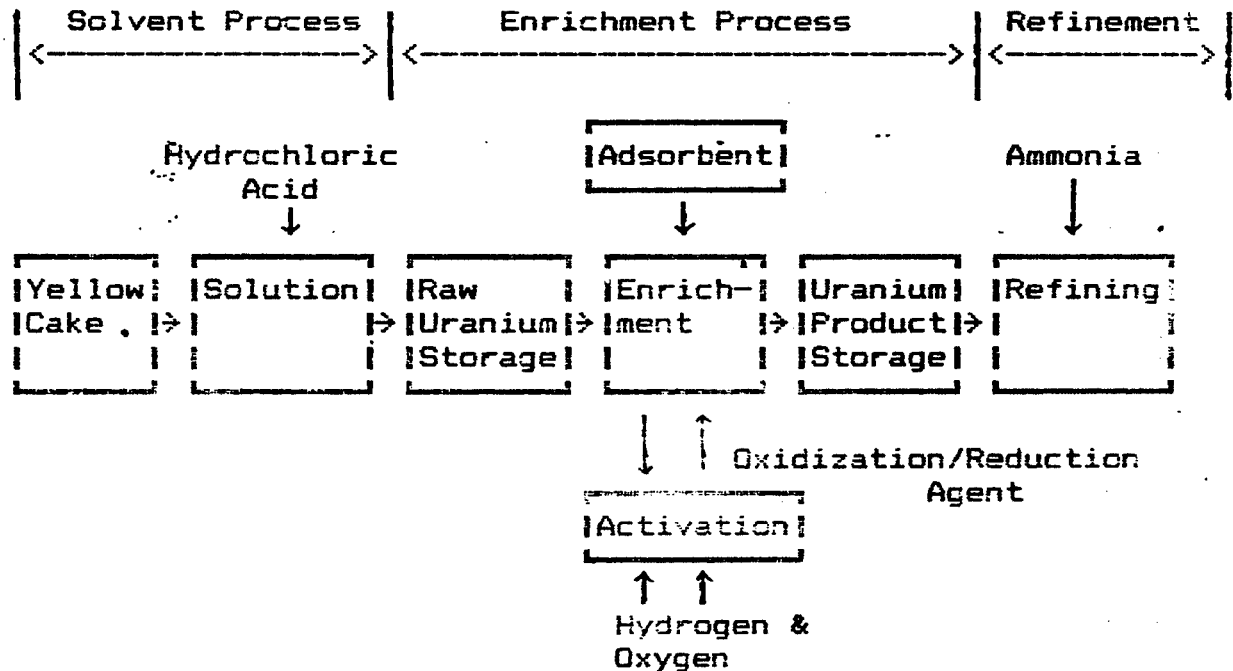 Solvent Process
Enrichment Process
Refinement
Hydrochloric
Acid
Adsorbent
Ammonia
Yellow
Cake
Solution
Raw
Uranium
Storage
Enrich-
ment
Uranium
Product
Storage
Refining
Oxidization/Reduction
Agent
Activation
Hydrogen &
Oxygen